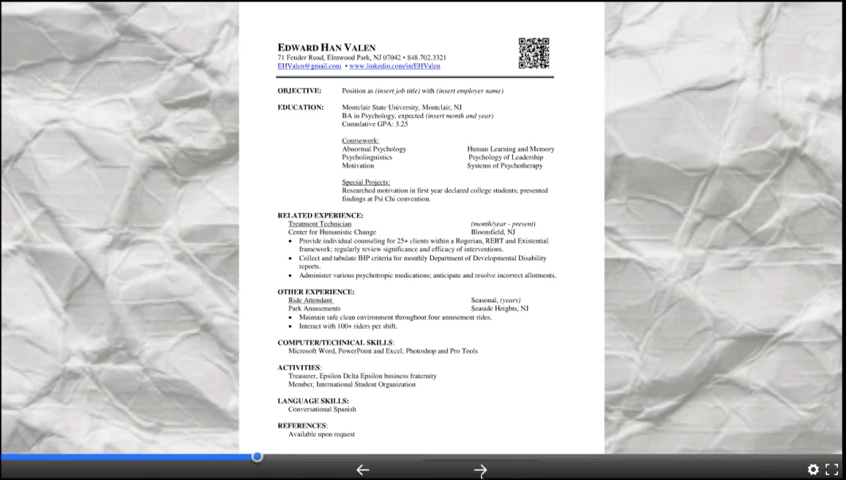 EDWARD HAN VALEN
71 Fender Road, Elmwood Park, NJ 07042 • 848.702.3321
EHValen@gmail.com • www.linkedin.com/in/EHValen
OBJECTIVE: Position as (insert job title) with (insert employer name)
EDUCATION: Montclair State University, Montclair, NJ
BA in Psychology, expected (insert month and year)
Cumulative GPA: 3.25
Coursework:
Abnormal Psychology Human Learning and Memory
Psycholinguistics Psychology of Leadership
Motivation Systems of Psychotherapy
Special Projects:
Researched motivation in first year declared college students; presented
findings at Psi Chi convention.
RELATED EXPERIENCE:
Treatment Technician (month/year - present)
Center for Humanistic Change Bloomfield, NJ
• Provide individual counseling for 25+ clients within a Rogerian, REBT and Existential
framework; regularly review significance and efficacy of interventions.
• Collect and tabulate IHP criteria for monthly Department of Developmental Disability
reports.
• Administer various psychotropic medications; anticipate and resolve incorrect allotments.
OTHER EXPERIENCE:
Ride Attendant Seasonal, (years)
Park Amusements Seaside Heights, NJ
• Maintain safe clean environment throughout four amusement rides.
• Interact with 100+ riders per shift.
COMPUTER/TECHNICAL SKILLS:
Microsoft Word, PowerPoint and Excel; Photoshop and Pro Tools
ACTIVITIES:
Treasurer, Epsilon Delta Epsilon business fraternity
Member, International Student Organization
LANGUAGE SKILLS:
Conversational Spanish
REFERENCES:
Available upon request